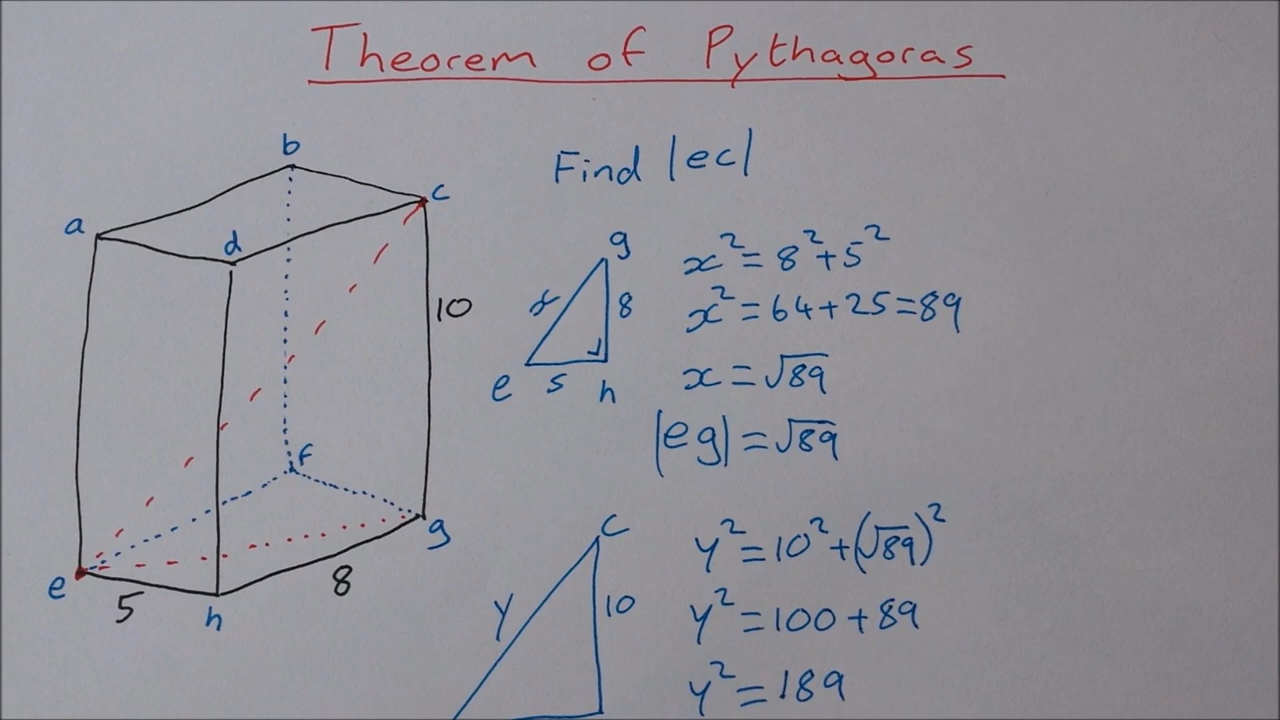 Theorem of Pythagoras
Find |ec|
b
c
a
d
10
f
e
g
5
8
h
g
x
8
e
5
h
x² = 8² + 5²
x² = 64 + 25 = 89
x = √89
|eg| = √89
c
y
10
y² = 10² + (√89)²
y² = 100 + 89
y² = 189